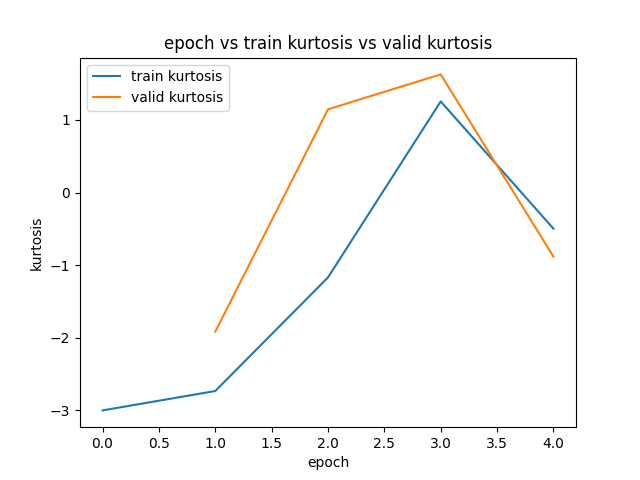 epoch vs train kurtosis vs valid kurtosis
train kurtosis
valid kurtosis
kurtosis
1
0
−1
−2
−3
0.0 0.5 1.0 1.5 2.0 2.5 3.0 3.5 4.0
epoch